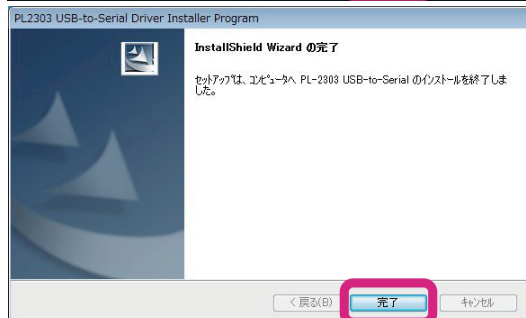 PL2303 USB-to-Serial Driver Installer Program
InstallShield Wizard の完了
セットアップは、コンピュータへ PL-2303 USB-to-Serial のインストールを終了しま
した。
< 戻る(B)
完了
キャンセル